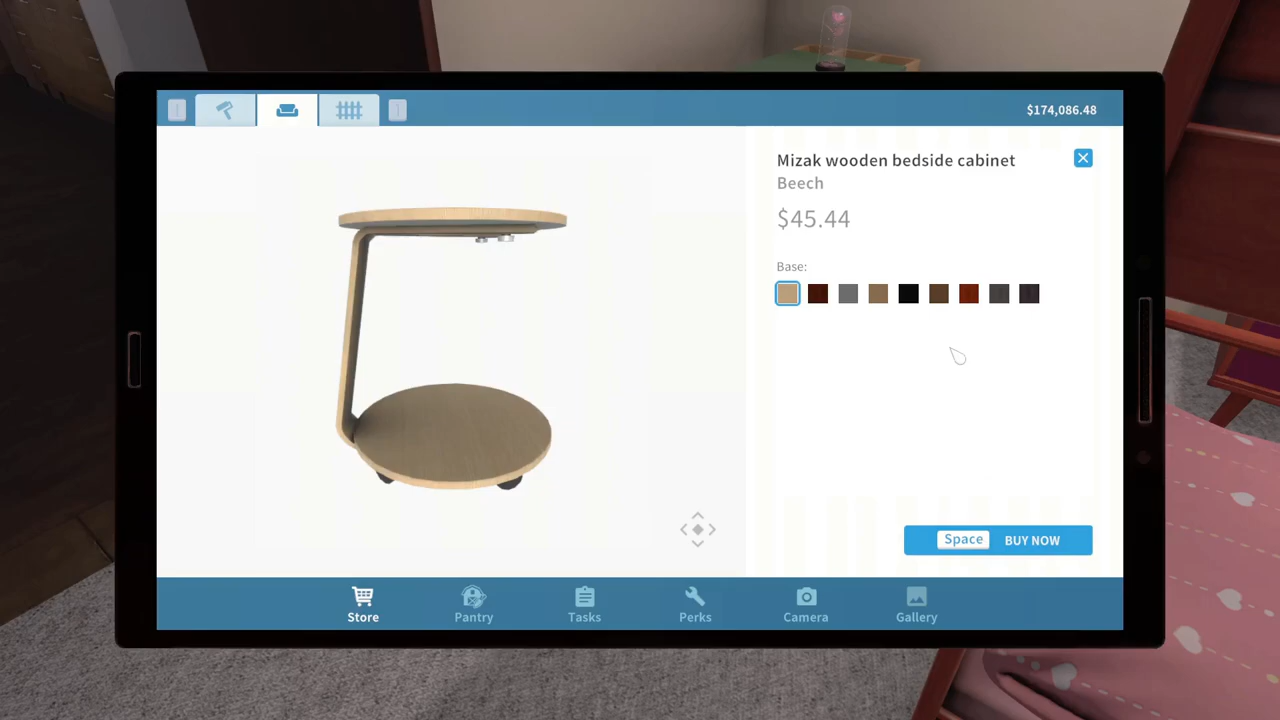 $174,086.48
Mizak wooden bedside cabinet
Beech
$45.44
Base:
Space BUY NOW
Store Pantry Tasks Perks Camera Gallery